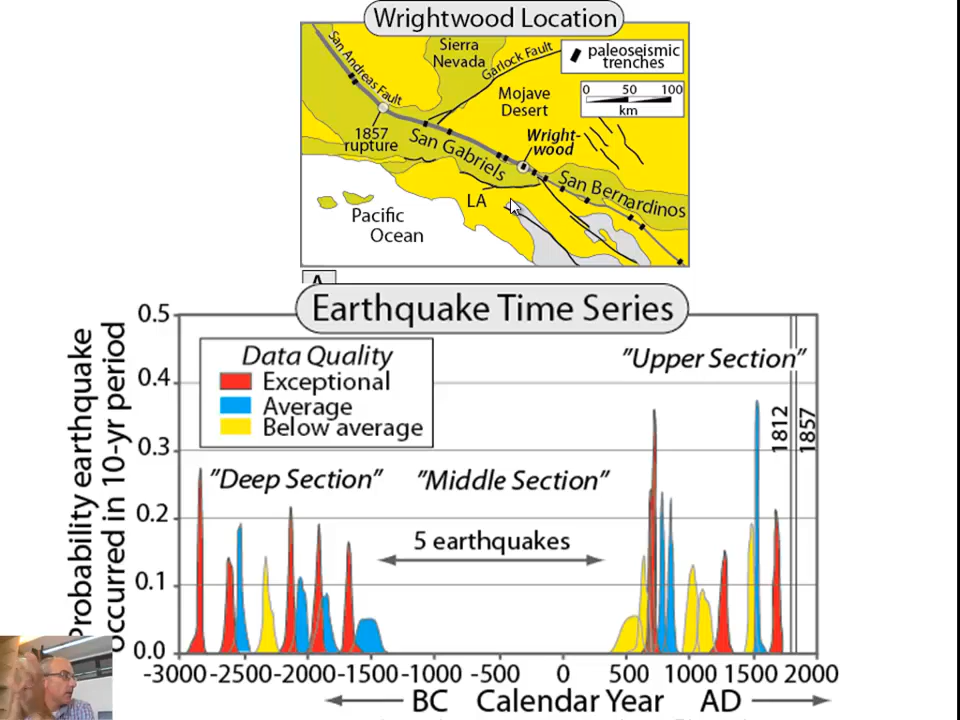 Wrightwood Location
San Andreas Fault
Sierra
Nevada
Garlock Fault
paleoseismic
trenches
Mojave
Desert
0 50 100
km
1857
rupture
San Gabriels
Wright-
wood
San Bernardinos
LA
Pacific
Ocean
A
Earthquake Time Series
Probability earthquake
occurred in 10-yr period
0.5
0.4
0.3
0.2
0.1
0.0
Data Quality
Exceptional
Average
Below average
"Upper Section"
1812
1857
"Deep Section"
"Middle Section"
5 earthquakes
-3000 -2500 -2000 -1500 -1000 -500 0 500 1000 1500 2000
BC Calendar Year AD